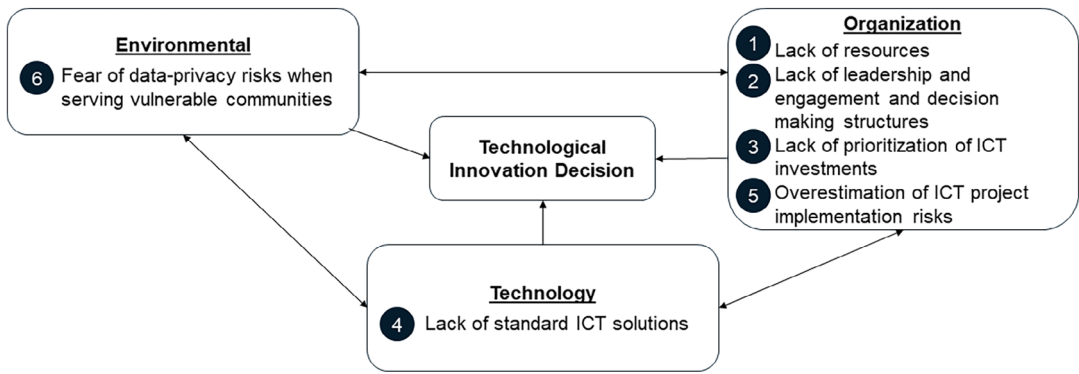 Environmental
6 Fear of data-privacy risks when
serving vulnerable communities
Organization
1 Lack of resources
2 Lack of leadership and
engagement and decision
making structures
3 Lack of prioritization of ICT
investments
5 Overestimation of ICT project
implementation risks
Technological
Innovation Decision
Technology
4 Lack of standard ICT solutions